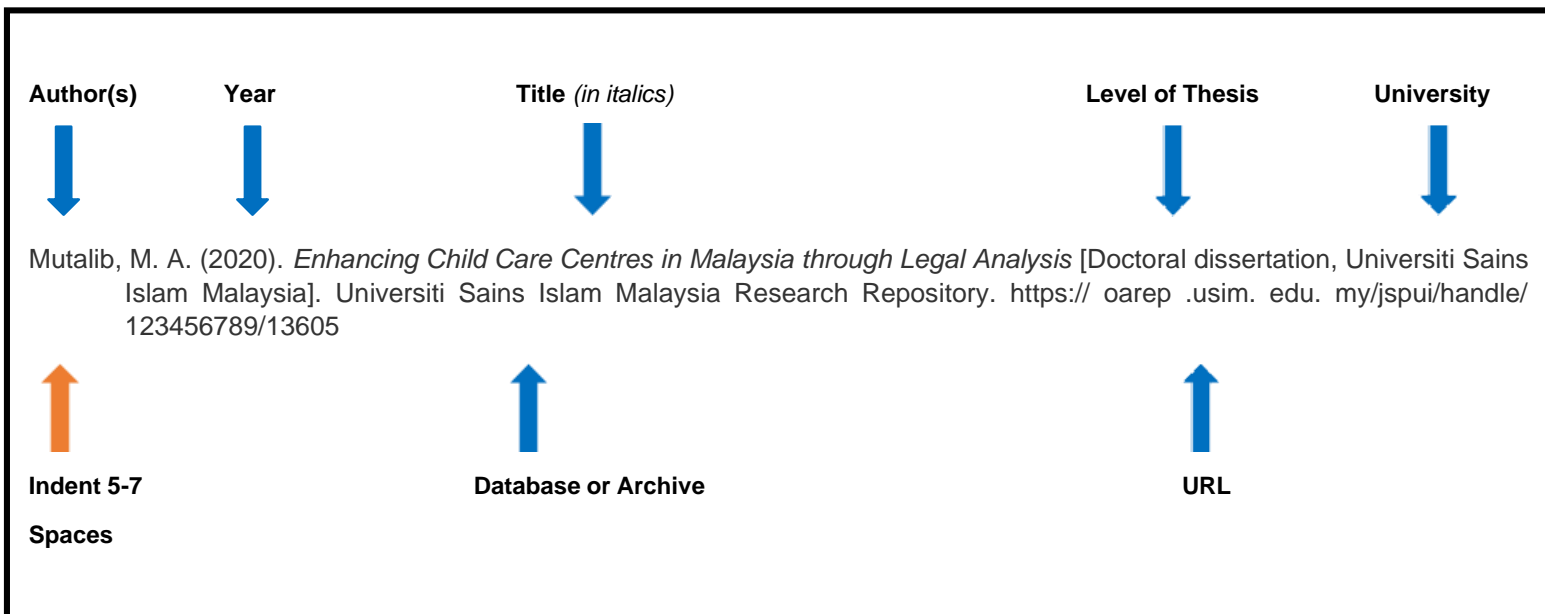 Author(s) Year Title (in italics) Level of Thesis University
Mutalib, M. A. (2020). Enhancing Child Care Centres in Malaysia through Legal Analysis [Doctoral dissertation, Universiti Sains
Islam Malaysia]. Universiti Sains Islam Malaysia Research Repository. https:// oarep .usim. edu. my/jspui/handle/
123456789/13605
Indent 5-7 Database or Archive URL
Spaces